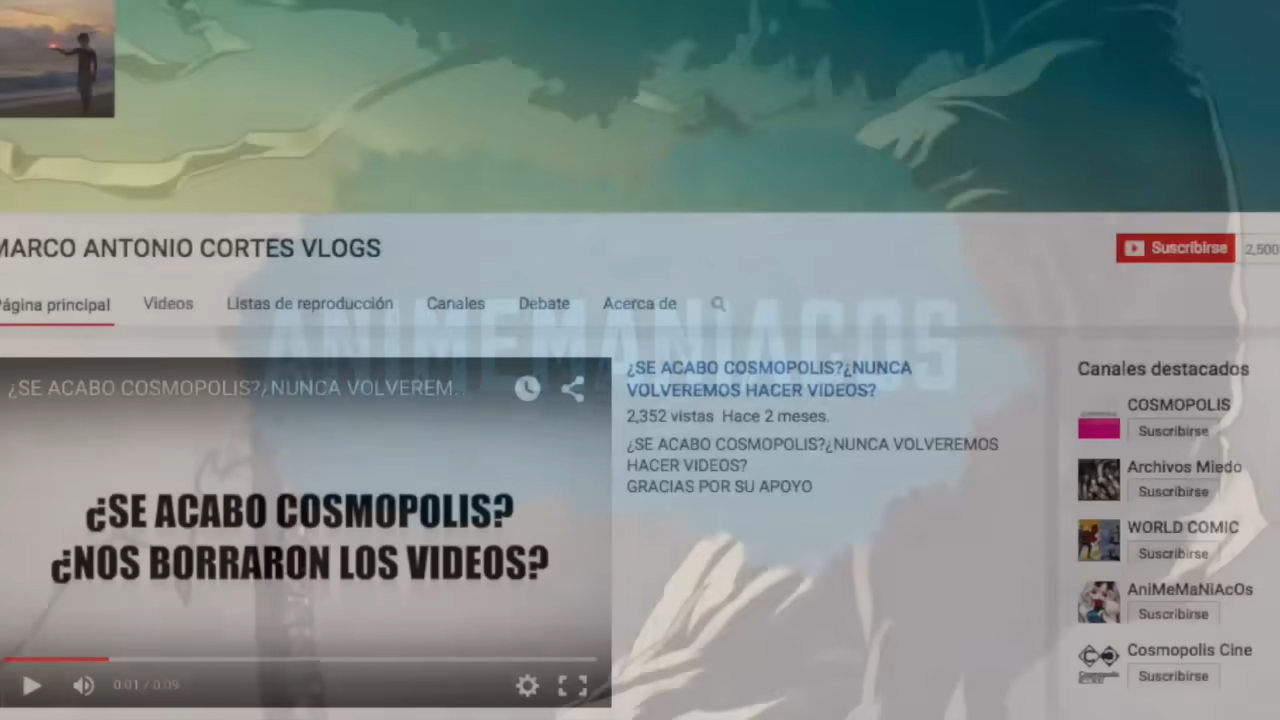 MARCO ANTONIO CORTES VLOGS
Suscribirse 2,500
Página principal Videos Listas de reproducción Canales Debate Acerca de
ANIMEMANIACOS
¿SE ACABO COSMOPOLIS?¿NUNCA VOLVEREM...
¿SE ACABO COSMOPOLIS?
¿NOS BORRARON LOS VIDEOS?
0:01 / 0:09
¿SE ACABO COSMOPOLIS?¿NUNCA
VOLVEREMOS HACER VIDEOS?
2,352 vistas Hace 2 meses.
¿SE ACABO COSMOPOLIS?¿NUNCA VOLVEREMOS
HACER VIDEOS?
GRACIAS POR SU APOYO
Canales destacados
COSMOPOLIS
Suscribirse
Archivos Miedo
Suscribirse
WORLD COMIC
Suscribirse
AniMeMaNiAcOs
Suscribirse
Cosmopolis Cine
Suscribirse